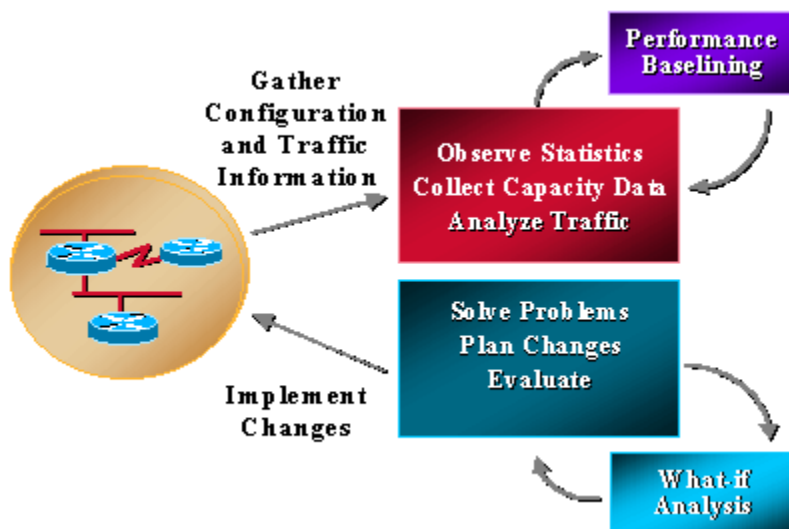 Performance
Baselining
Gather
Configuration
and Traffic
Information
Observe Statistics
Collect Capacity Data
Analyze Traffic
Solve Problems
Plan Changes
Evaluate
Implement
Changes
What-if
Analysis